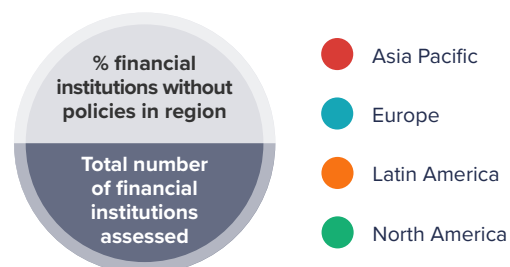 % financial
institutions without
policies in region
Total number
of financial
institutions
assessed
Asia Pacific
Europe
Latin America
North America